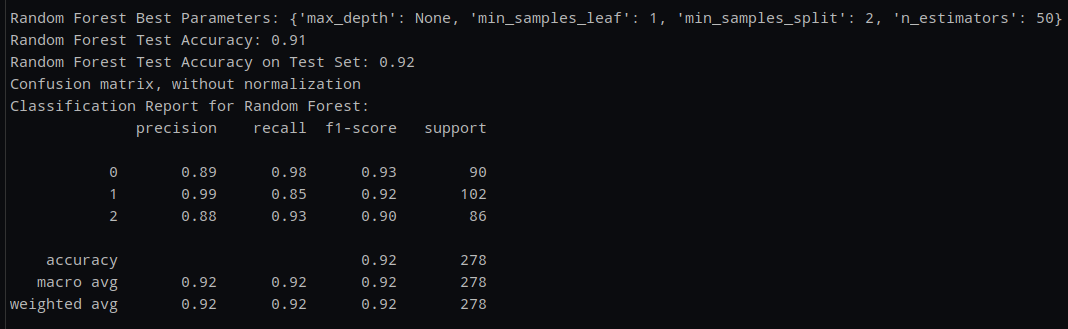 Random Forest Best Parameters: {'max_depth': None, 'min_samples_leaf': 1, 'min_samples_split': 2, 'n_estimators': 50}
Random Forest Test Accuracy: 0.91
Random Forest Test Accuracy on Test Set: 0.92
Confusion matrix, without normalization
Classification Report for Random Forest:
              precision    recall  f1-score   support

           0       0.89      0.98      0.93        90
           1       0.99      0.85      0.92       102
           2       0.88      0.93      0.90        86

    accuracy                           0.92       278
   macro avg       0.92      0.92      0.92       278
weighted avg       0.92      0.92      0.92       278